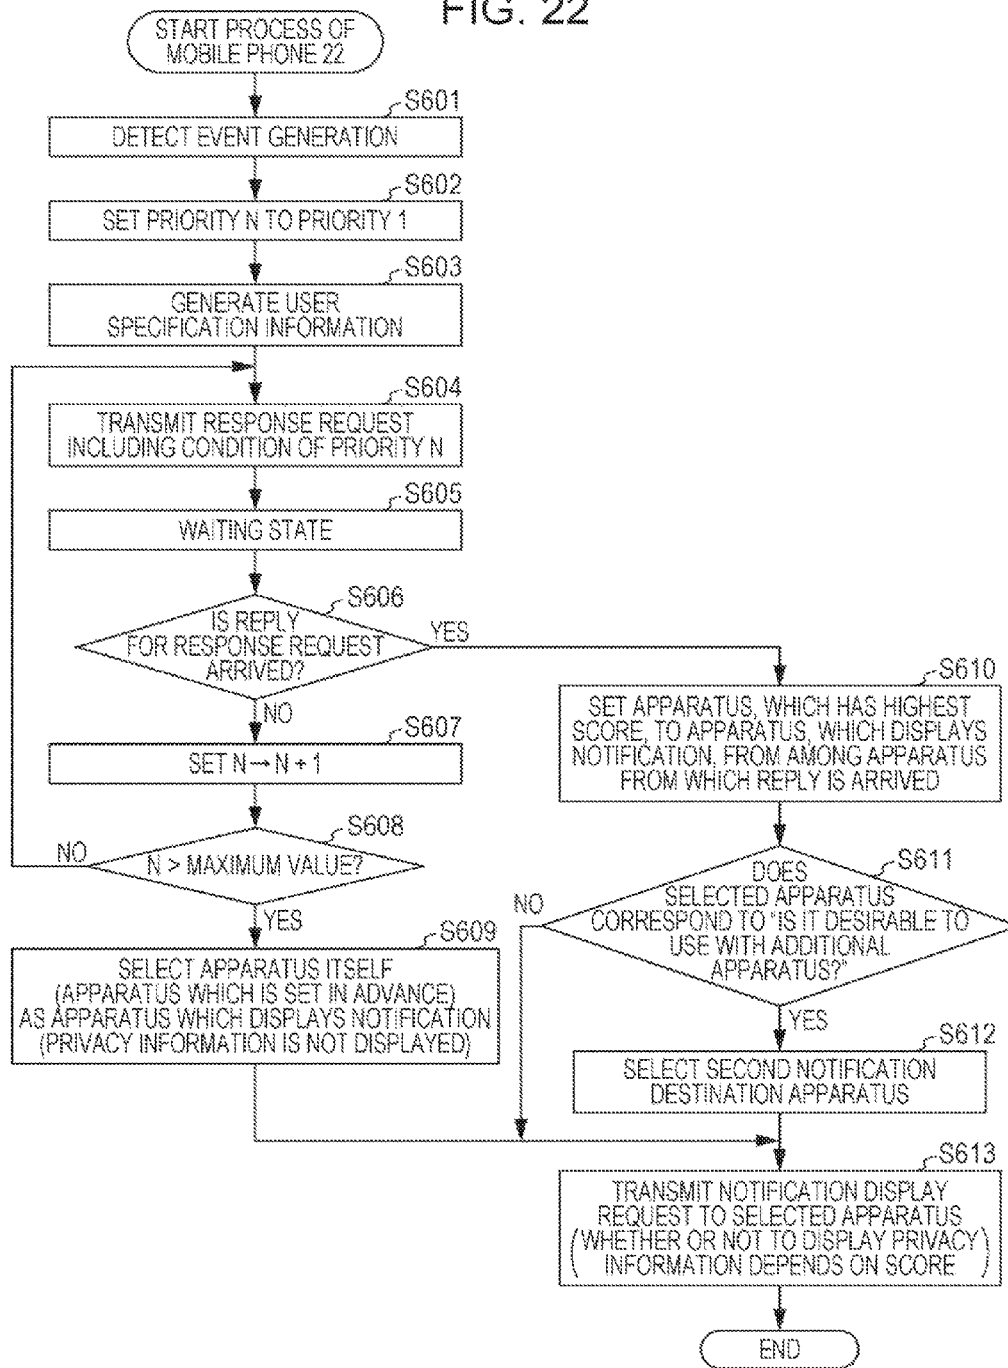 FIG. 22
START PROCESS OF
MOBILE PHONE 22
S601
DETECT EVENT GENERATION
S602
SET PRIORITY N TO PRIORITY 1
S603
GENERATE USER
SPECIFICATION INFORMATION
S604
TRANSMIT RESPONSE REQUEST
INCLUDING CONDITION OF PRIORITY N
S605
WAITING STATE
S606
IS REPLY
FOR RESPONSE REQUEST
ARRIVED?
YES
NO
S607
SET N → N + 1
S608
N > MAXIMUM VALUE?
NO
YES
S609
SELECT APPARATUS ITSELF
(APPARATUS WHICH IS SET IN ADVANCE)
AS APPARATUS WHICH DISPLAYS NOTIFICATION
(PRIVACY INFORMATION IS NOT DISPLAYED)
S610
SET APPARATUS, WHICH HAS HIGHEST
SCORE, TO APPARATUS, WHICH DISPLAYS
NOTIFICATION, FROM AMONG APPARATUS
FROM WHICH REPLY IS ARRIVED
S611
DOES
SELECTED APPARATUS
CORRESPOND TO "IS IT DESIRABLE TO
USE WITH ADDITIONAL
APPARATUS?"
NO
YES
S612
SELECT SECOND NOTIFICATION
DESTINATION APPARATUS
S613
TRANSMIT NOTIFICATION DISPLAY
REQUEST TO SELECTED APPARATUS
(WHETHER OR NOT TO DISPLAY PRIVACY
INFORMATION DEPENDS ON SCORE)
END